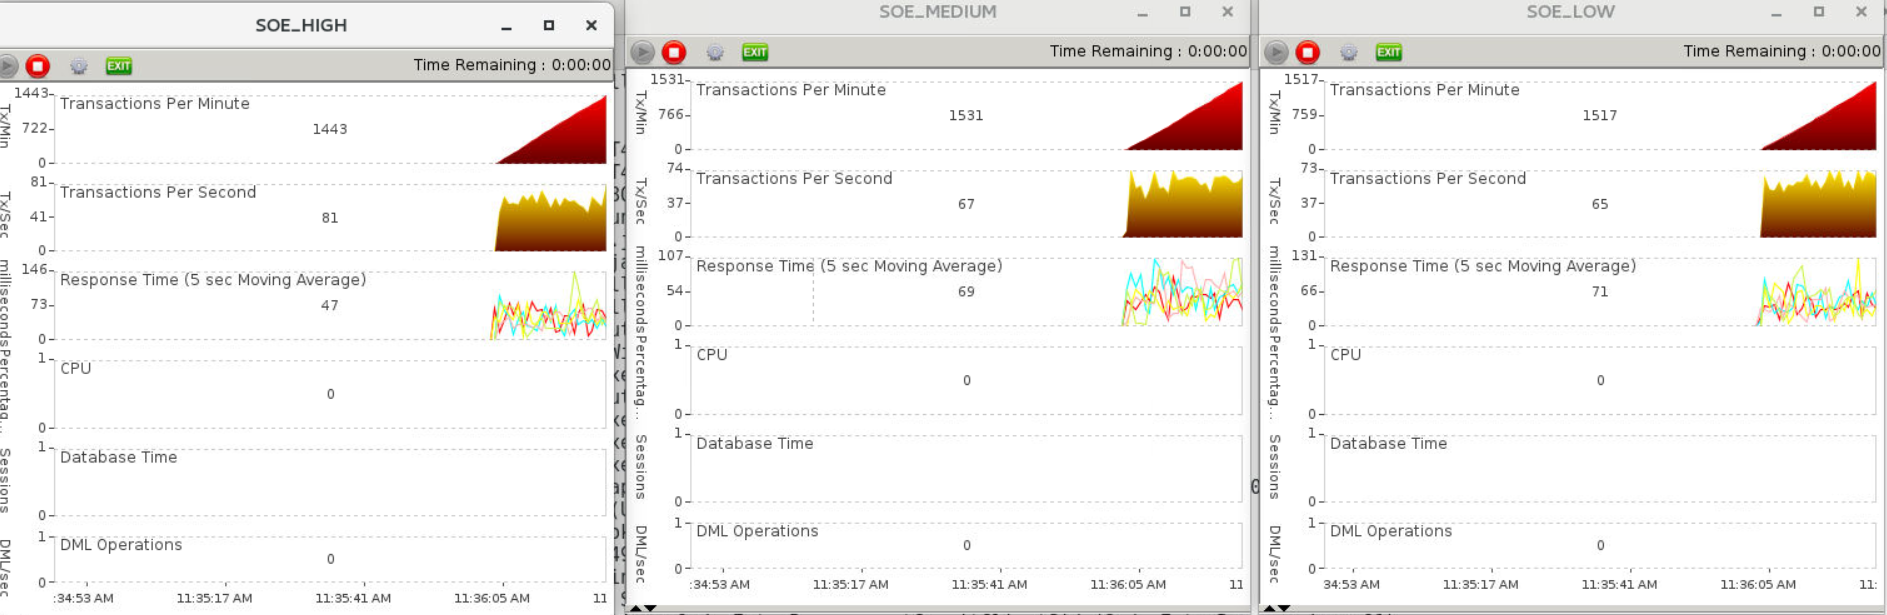 SOE_HIGH
EXIT
Time Remaining : 0:00:00
1443
Transactions Per Minute
Tx/Min
722
1443
0
81
Transactions Per Second
Tx/Sec
41
81
0
146
Response Time (5 sec Moving Average)
milliseconds
73
47
0
1
CPU
Percentag...
0
0
1
Database Time
Sessions
0
1
DML Operations
DML/sec
0
0
:34:53 AM 11:35:17 AM 11:35:41 AM 11:36:05 AM 11
SOE_MEDIUM
EXIT
Time Remaining : 0:00:00
1531
Transactions Per Minute
Tx/Min
766
1531
0
74
Transactions Per Second
Tx/Sec
37
67
0
107
Response Time (5 sec Moving Average)
milliseconds
54
69
0
1
CPU
Percentag...
0
0
1
Database Time
Sessions
0
1
DML Operations
DML/sec
0
0
:34:53 AM 11:35:17 AM 11:35:41 AM 11:36:05 AM 11
SOE_LOW
EXIT
Time Remaining : 0:00:00
1517
Transactions Per Minute
Tx/Min
759
1517
0
73
Transactions Per Second
Tx/Sec
37
65
0
131
Response Time (5 sec Moving Average)
milliseconds
66
71
0
1
CPU
Percentag...
0
0
1
Database Time
Sessions
0
1
DML Operations
DML/sec
0
0
34:53 AM 11:35:17 AM 11:35:41 AM 11:36:05 AM 11: